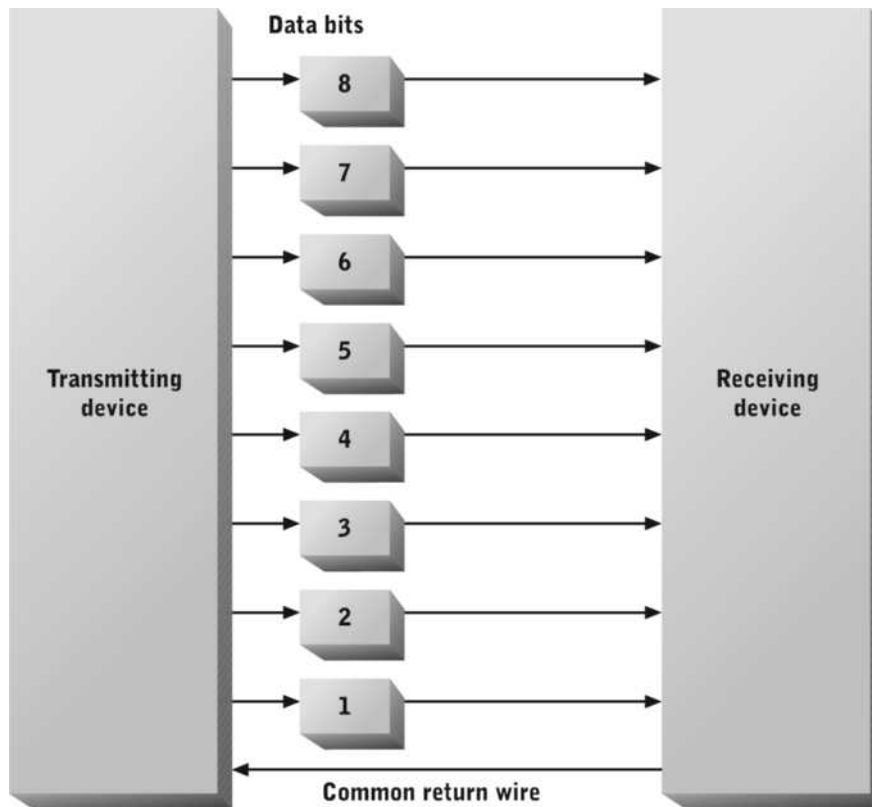 Data bits
8
7
6
5
Transmitting
device
Receiving
device
4
3
2
1
Common return wire